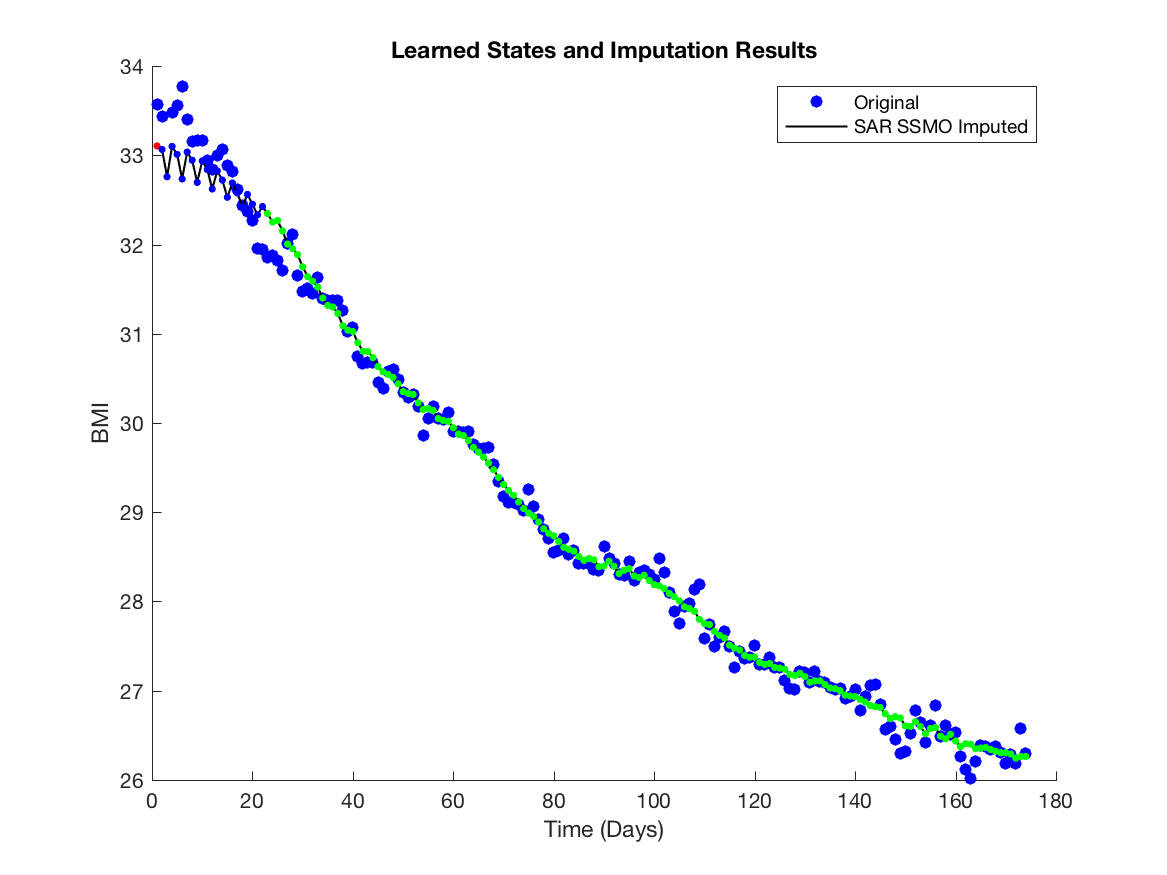 Learned States and Imputation Results
Original
SAR SSMO Imputed
34
33
32
31
30
29
28
27
26
BMI
0 20 40 60 80 100 120 140 160 180
Time (Days)